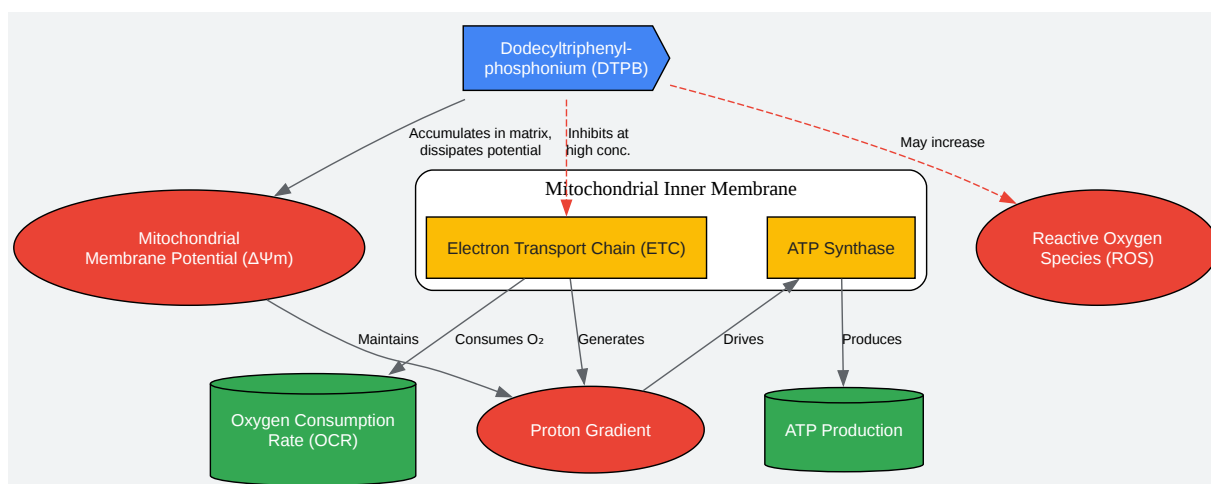 Dodecyltriphenyl-
phosphonium (DTPB)
Accumulates in matrix,
dissipates potential
Inhibits at
high conc.
May increase
Mitochondrial Inner Membrane
Mitochondrial
Membrane Potential (ΔΨm)
Electron Transport Chain (ETC)
ATP Synthase
Reactive Oxygen
Species (ROS)
Maintains
Consumes O₂
Generates
Drives
Produces
Oxygen Consumption
Rate (OCR)
Proton Gradient
ATP Production